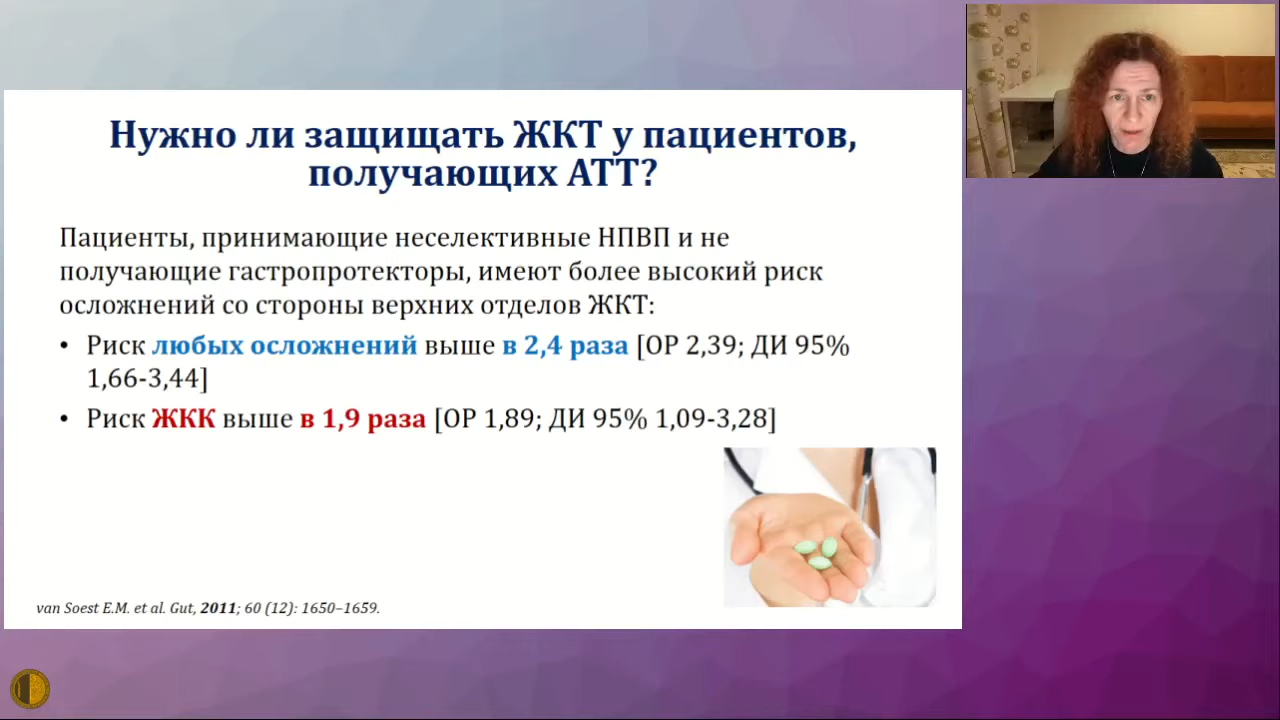 Нужно ли защищать ЖКТ у пациентов,
получающих АТТ?
Пациенты, принимающие неселективные НПВП и не
получающие гастропротекторы, имеют более высокий риск
осложнений со стороны верхних отделов ЖКТ:
• Риск любых осложнений выше в 2,4 раза [ОР 2,39; ДИ 95%
1,66-3,44]
• Риск ЖКК выше в 1,9 раза [ОР 1,89; ДИ 95% 1,09-3,28]
van Soest E.M. et al. Gut, 2011; 60 (12): 1650–1659.